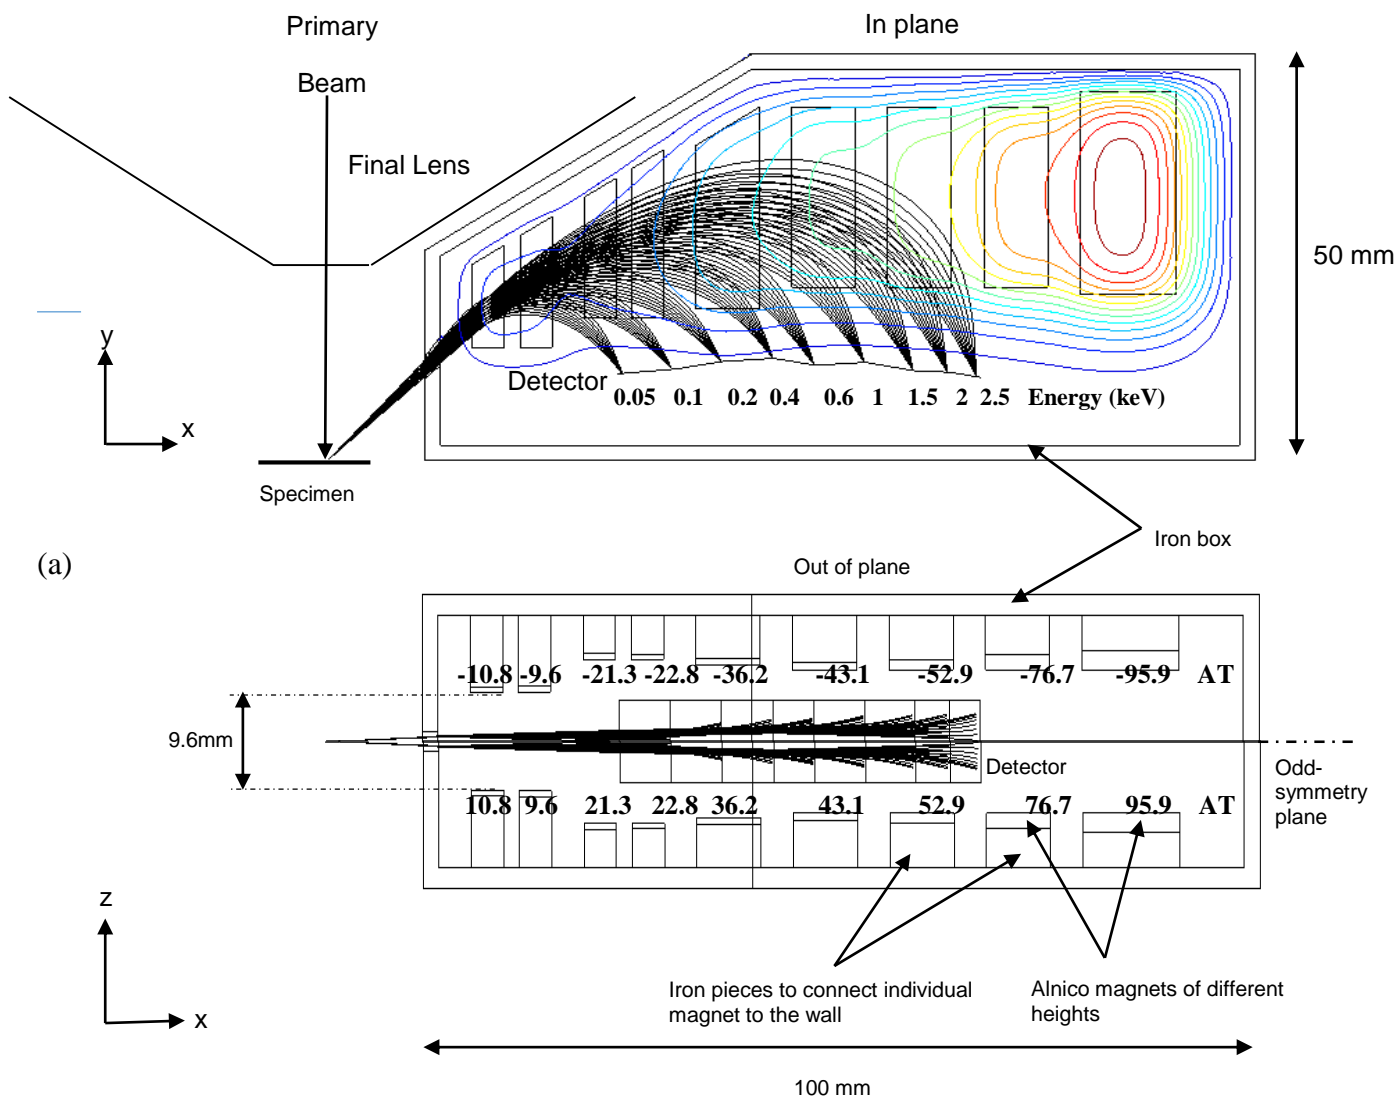 Primary
In plane
Beam
Final Lens
50 mm
y
x
Detector
0.05 0.1 0.2 0.4 0.6 1 1.5 2 2.5 Energy (keV)
Specimen
Iron box
(a)
Out of plane
-10.8 -9.6 -21.3 -22.8 -36.2 -43.1 -52.9 -76.7 -95.9 AT
9.6mm
Detector
Odd-
symmetry
plane
10.8 9.6 21.3 22.8 36.2 43.1 52.9 76.7 95.9 AT
z
x
Iron pieces to connect individual
magnet to the wall
Alnico magnets of different
heights
100 mm